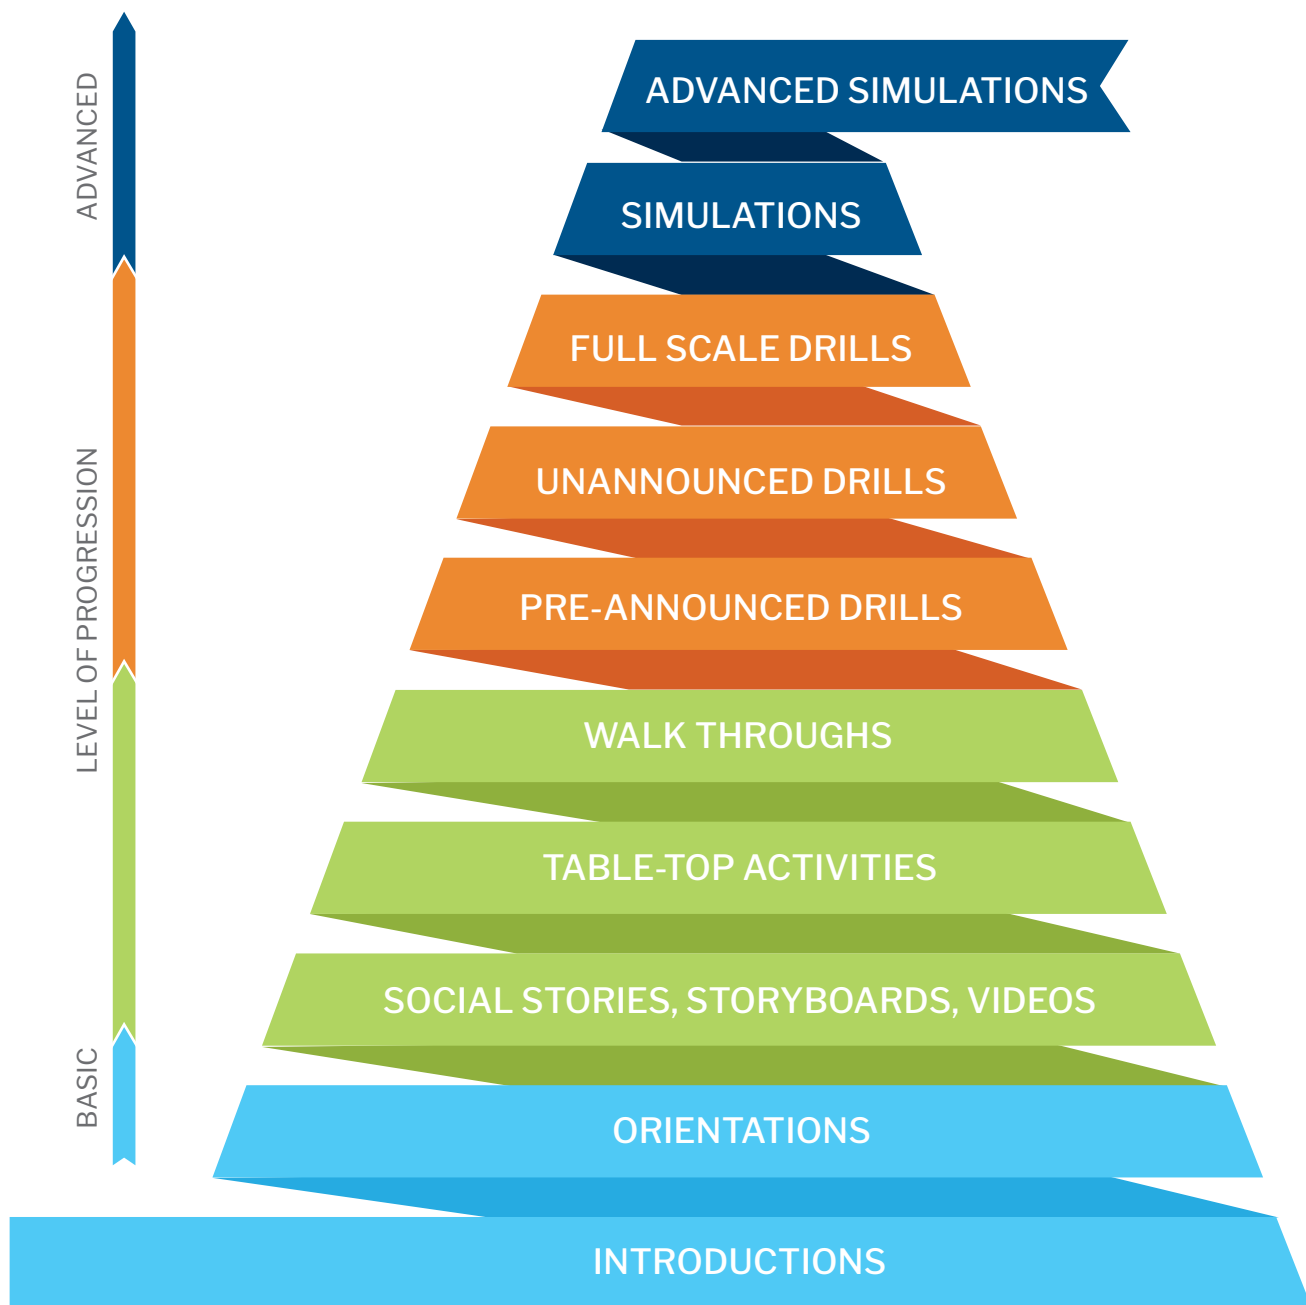 ADVANCED
LEVEL OF PROGRESSION
BASIC
ADVANCED SIMULATIONS
SIMULATIONS
FULL SCALE DRILLS
UNANNOUNCED DRILLS
PRE-ANNOUNCED DRILLS
WALK THROUGHS
TABLE-TOP ACTIVITIES
SOCIAL STORIES, STORYBOARDS, VIDEOS
ORIENTATIONS
INTRODUCTIONS